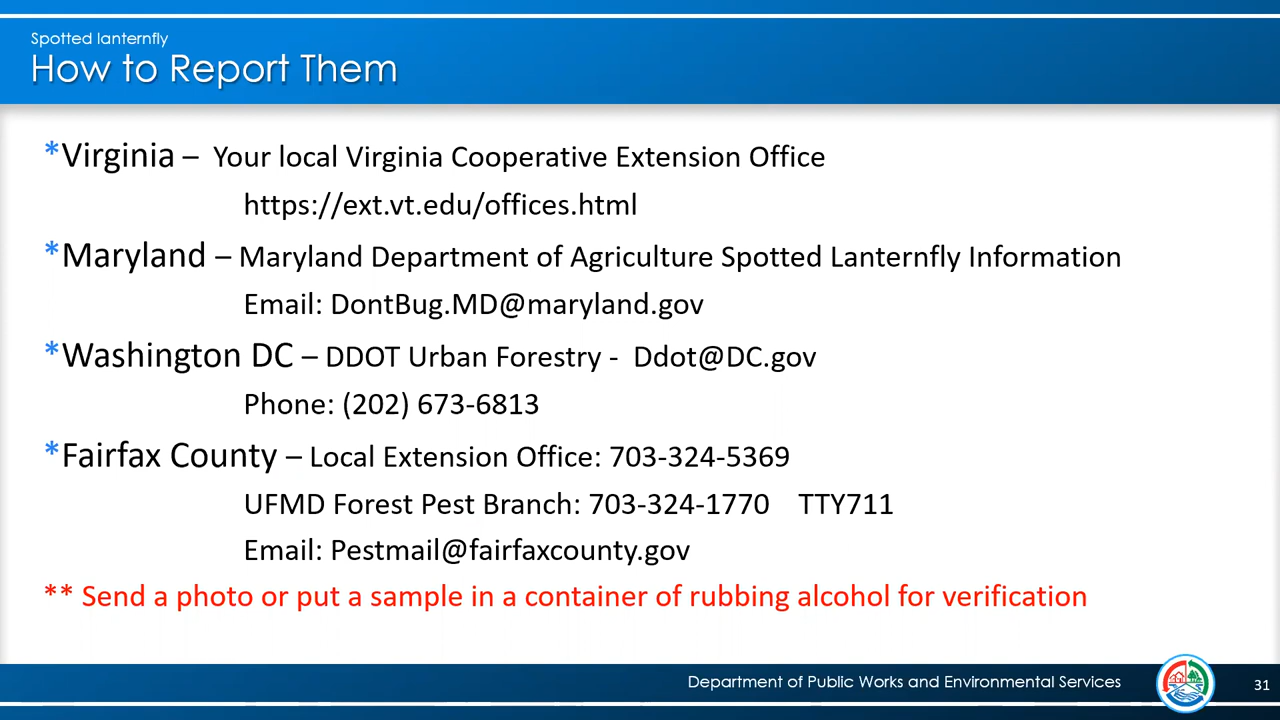 Spotted lanternfly
How to Report Them
*Virginia – Your local Virginia Cooperative Extension Office
https://ext.vt.edu/offices.html
*Maryland – Maryland Department of Agriculture Spotted Lanternfly Information
Email: DontBug.MD@maryland.gov
*Washington DC – DDOT Urban Forestry - Ddot@DC.gov
Phone: (202) 673-6813
*Fairfax County – Local Extension Office: 703-324-5369
UFMD Forest Pest Branch: 703-324-1770 TTY711
Email: Pestmail@fairfaxcounty.gov
** Send a photo or put a sample in a container of rubbing alcohol for verification
Department of Public Works and Environmental Services
31